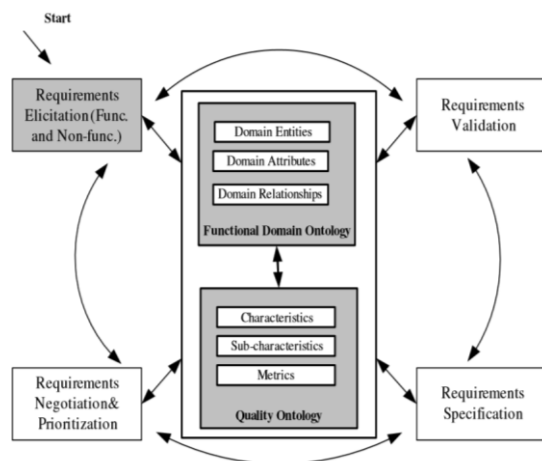 Start
Requirements
Elicitation(Func.
and Non-func.)
Domain Entities
Domain Attributes
Domain Relationships
Functional Domain Ontology
Requirements
Validation
Characteristics
Sub-characteristics
Metrics
Quality Ontology
Requirements
Negotiation&
Prioritization
Requirements
Specification